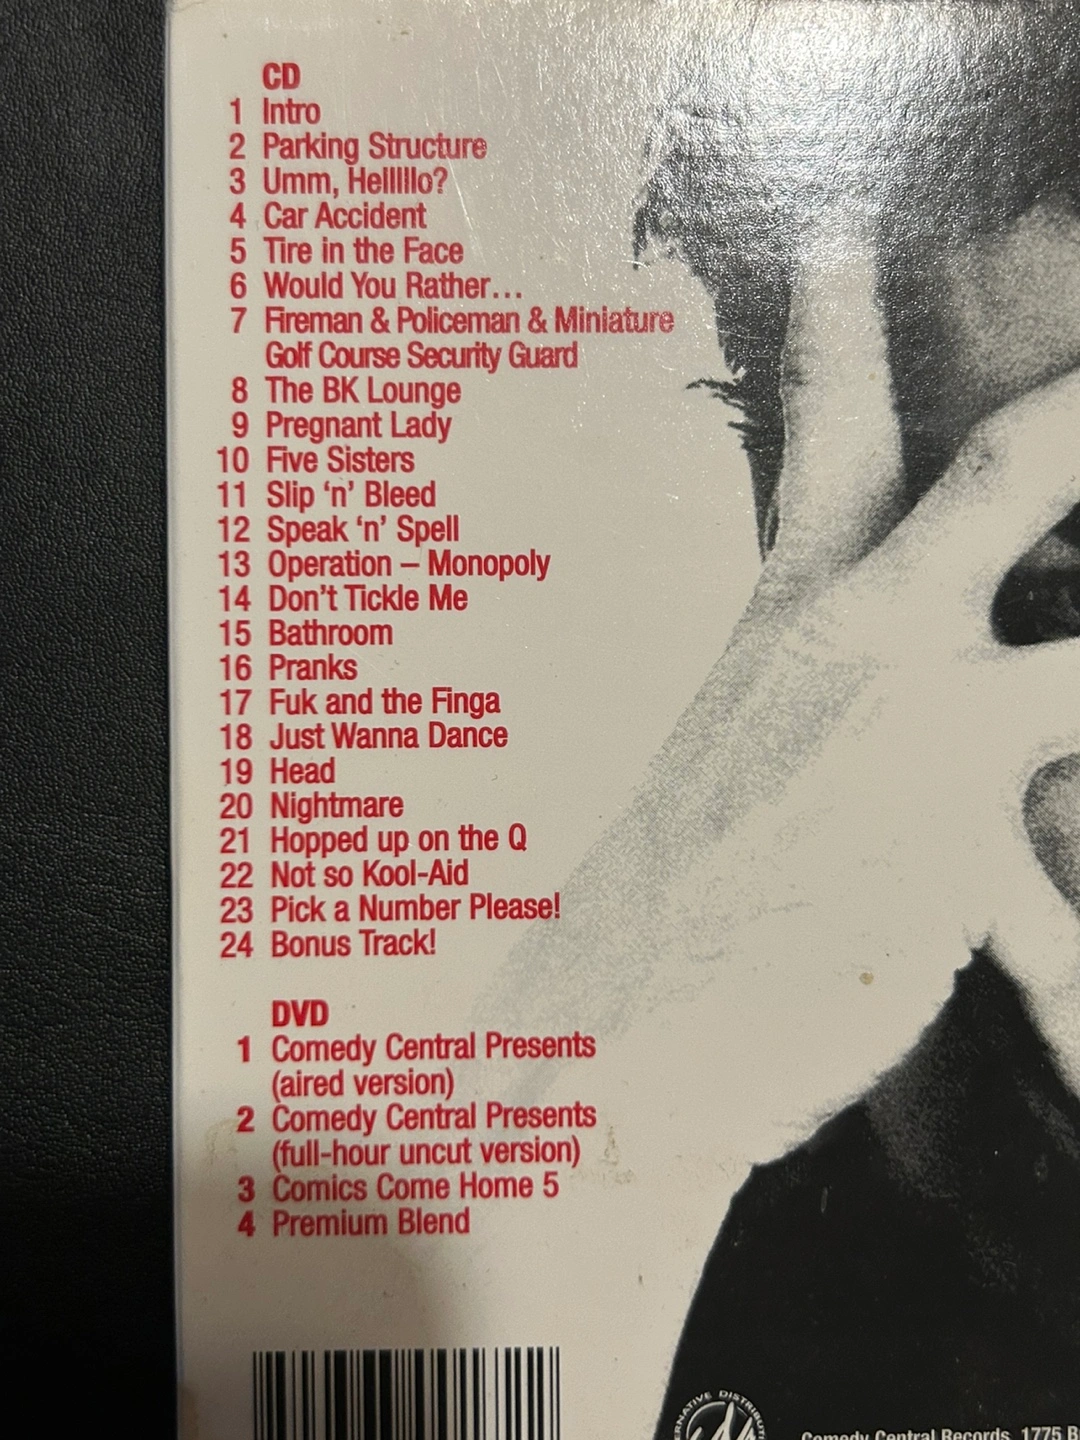 CD
1 Intro
2 Parking Structure
3 Umm, Hellllllo?
4 Car Accident
5 Tire in the Face
6 Would You Rather…
7 Fireman & Policeman & Miniature
Golf Course Security Guard
8 The BK Lounge
9 Pregnant Lady
10 Five Sisters
11 Slip ‘n’ Bleed
12 Speak ‘n’ Spell
13 Operation – Monopoly
14 Don’t Tickle Me
15 Bathroom
16 Pranks
17 Fuk and the Finga
18 Just Wanna Dance
19 Head
20 Nightmare
21 Hopped up on the Q
22 Not so Kool-Aid
23 Pick a Number Please!
24 Bonus Track!
DVD
1 Comedy Central Presents
(aired version)
2 Comedy Central Presents
(full-hour uncut version)
3 Comics Come Home 5
4 Premium Blend
Comedy Central Records, 1775 B